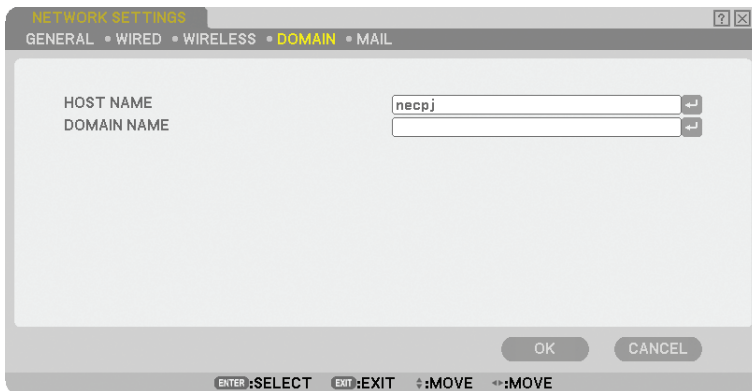 NETWORK SETTINGS
?
GENERAL • WIRED • WIRELESS • DOMAIN • MAIL
HOST NAME necpj
DOMAIN NAME
OK CANCEL
ENTER :SELECT EXIT :EXIT :MOVE :MOVE